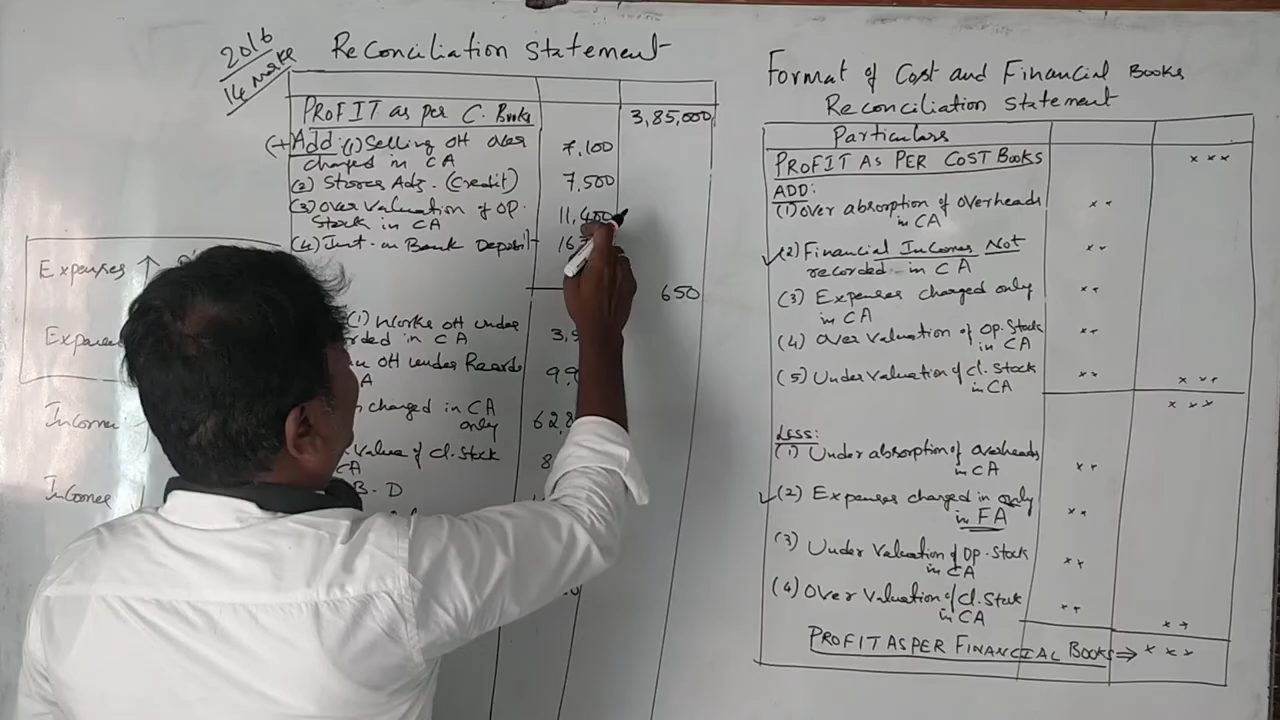 2016
14 Marks
Reconciliation Statement
PROFIT as per C. Books
3,85,000
(+) Add: (1) Selling OH over
charged in CA
7,100
(2) Stores Adj. (Credit)
7,500
(3) Over Valuation of OP.
Stock in CA
11,400
(4) Int. on Bank Deposit
650
Expenses ↑
(1) Works OH under
3,
OH under
9,
charged in CA
only
62,8
Value of Cl. Stock
CA
8
B. D
Incomes
Format of Cost and Financial Books
Reconciliation Statement
Particulars
PROFIT AS PER COST BOOKS
xxx
ADD:
(1) Over absorption of Overheads
in CA
xx
(2) Financial Incomes Not
recorded in CA
xx
(3) Expenses charged only
in CA
xx
(4) Over Valuation of Op. Stock
in CA
xx
(5) Under Valuation of Cl. Stock
in CA
xx
xxx
xxx
LESS:
(1) Under absorption of overheads
in CA
xx
(2) Expenses charged in only
in FA
xx
(3) Under Valuation of Op. Stock
in CA
xx
(4) Over Valuation of Cl. Stock
in CA
xx
xx
PROFIT AS PER FINANCIAL BOOKS ⇒ xxx